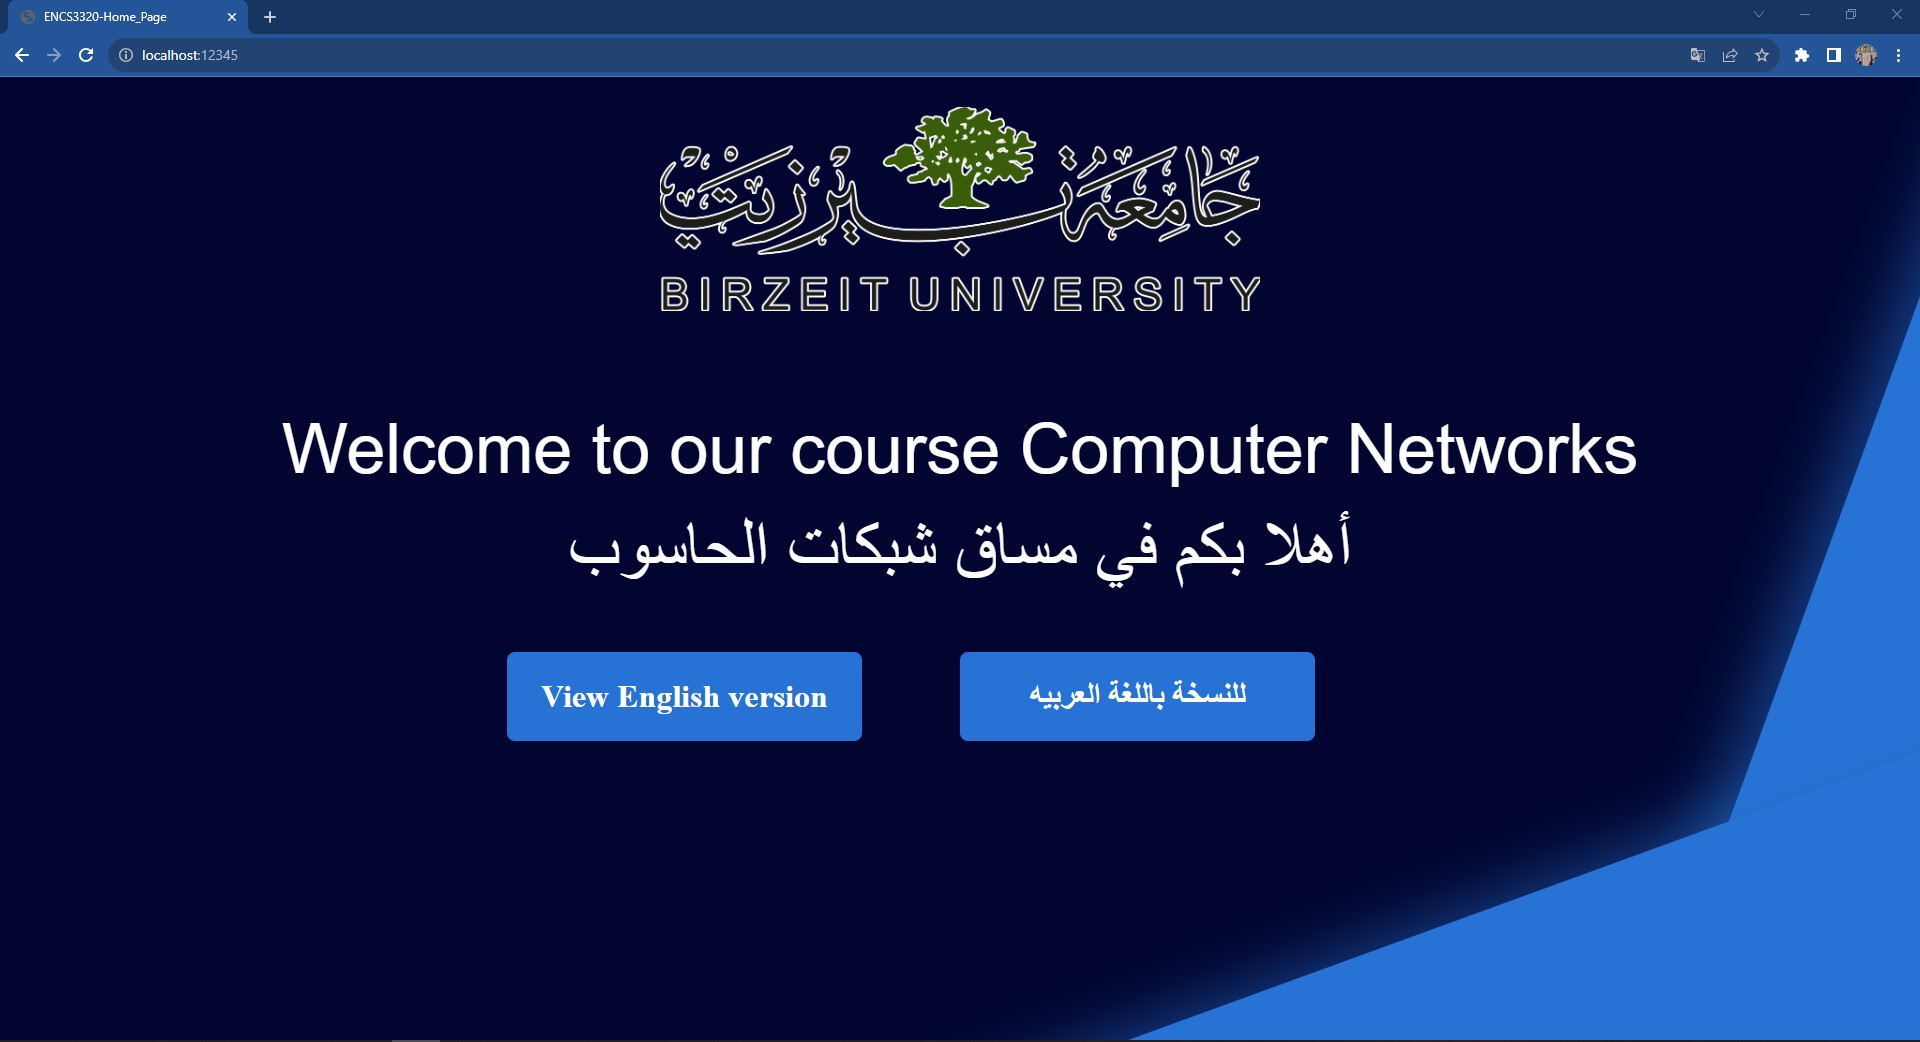 ENCS3320-Home_Page
localhost:12345
جامعة بيرزيت
BIRZEIT UNIVERSITY
Welcome to our course Computer Networks
أهلا بكم في مساق شبكات الحاسوب
View English version
للنسخة باللغة العربيه